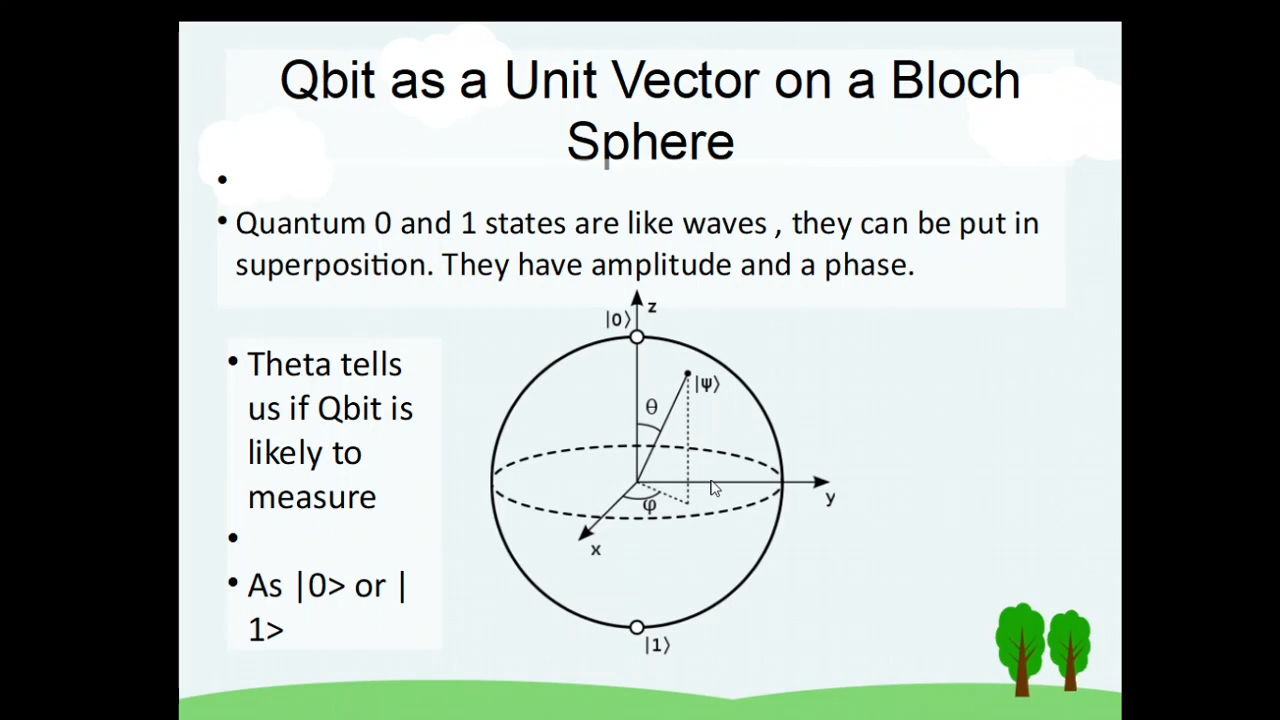 Qbit as a Unit Vector on a Bloch
Sphere
•
• Quantum 0 and 1 states are like waves , they can be put in
superposition. They have amplitude and a phase.
• Theta tells
us if Qbit is
likely to
measure
•
• As |0> or |
1>
z
|0⟩
|ψ⟩
θ
φ
y
x
|1⟩